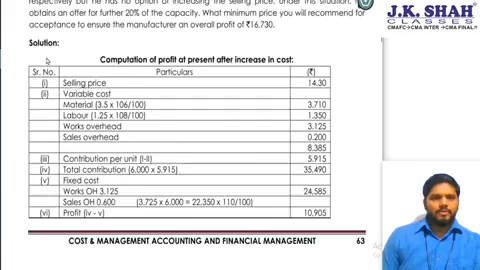 respectively but he has no option of increasing the selling price. Under this situation, he
obtains an offer for further 20% of the capacity. What minimum price you will recommend for
acceptance to ensure the manufacturer an overall profit of ₹16,730.
J.K. SHAH
CLASSES
CMAFC→CMA INTER→CMA FINAL
Solution:
Computation of profit at present after increase in cost:
Sr. No. Particulars (₹)
(i) Selling price 14.30
(ii) Variable cost
Material (3.5 x 106/100) 3.710
Labour (1.25 x 108/100) 1.350
Works overhead 3.125
Sales overhead 0.200
8.385
(iii) Contribution per unit (I-II) 5.915
(iv) Total contribution (6,000 x 5.915) 35,490
(v) Fixed cost
Works OH 3.125 24,585
Sales OH 0.600 (3.725 x 6,000 = 22,350 x 110/100)
(vi) Profit (iv - v) 10,905
COST & MANAGEMENT ACCOUNTING AND FINANCIAL MANAGEMENT 63